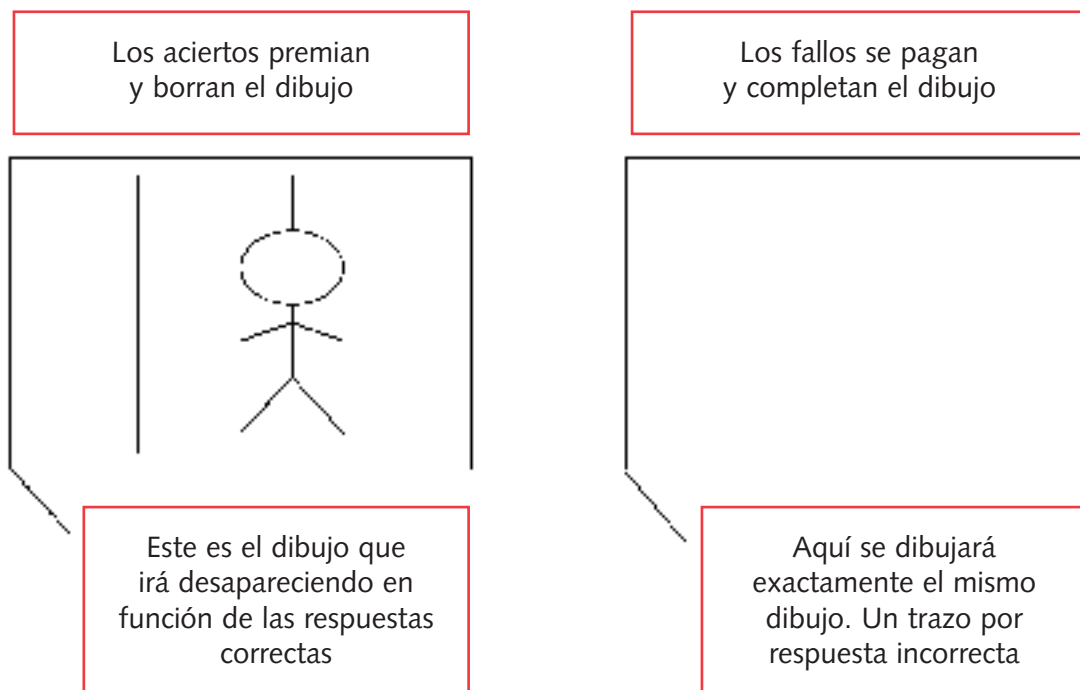 Los aciertos premian
y borran el dibujo
Los fallos se pagan
y completan el dibujo
Este es el dibujo que
irá desapareciendo en
función de las respuestas
correctas
Aquí se dibujará
exactamente el mismo
dibujo. Un trazo por
respuesta incorrecta